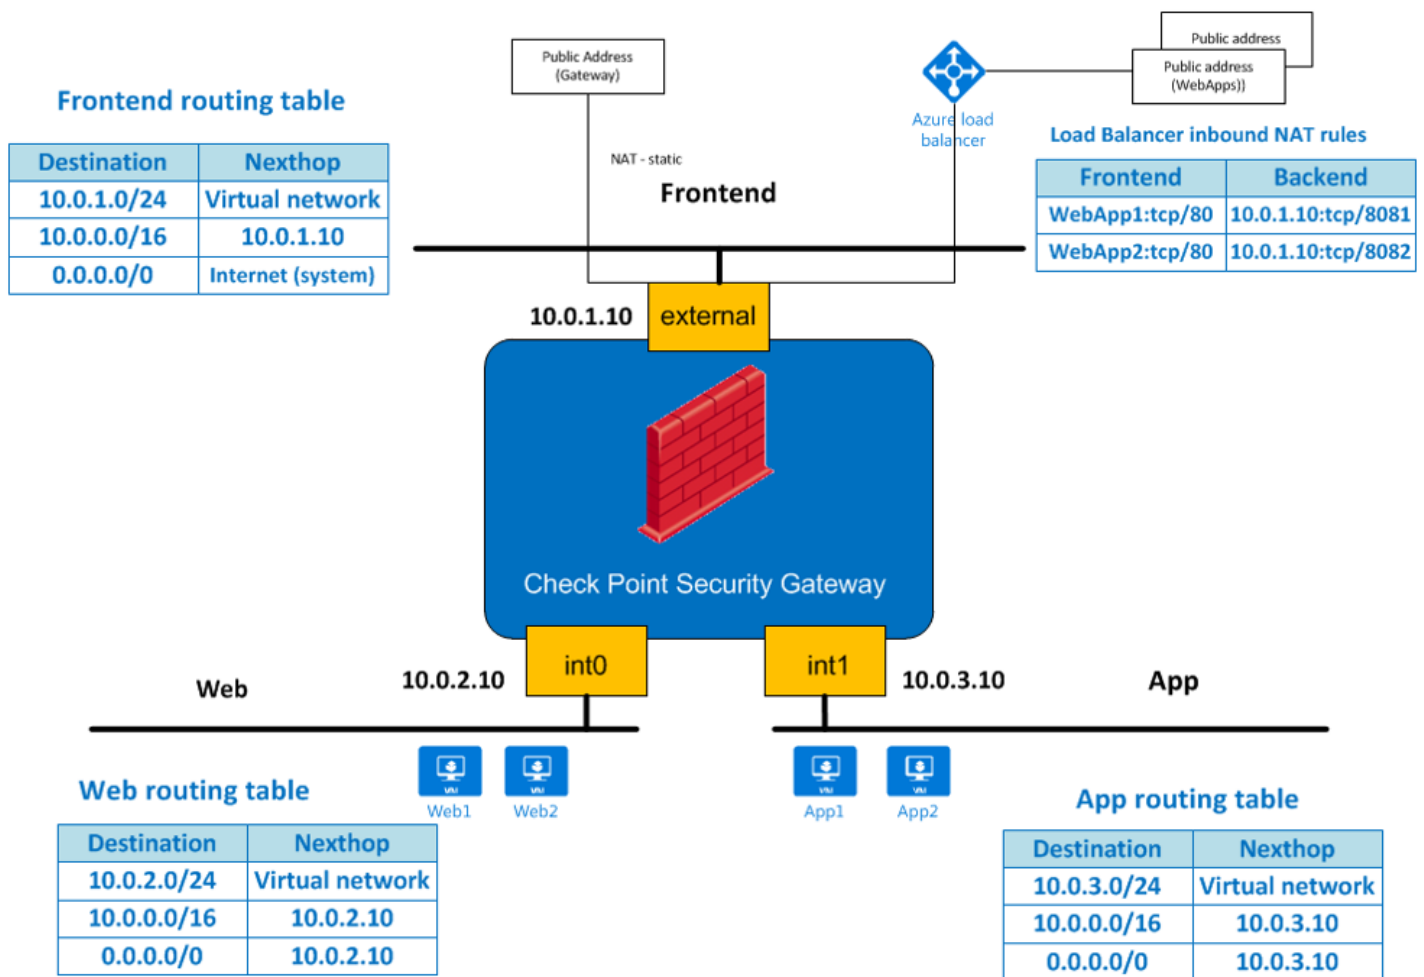 Public Address
(Gateway)
Public address
Public address
(WebApps))
Azure load
balancer
Frontend routing table
Destination Nexthop
10.0.1.0/24 Virtual network
10.0.0.0/16 10.0.1.10
0.0.0.0/0 Internet (system)
NAT - static
Frontend
Load Balancer inbound NAT rules
Frontend Backend
WebApp1:tcp/80 10.0.1.10:tcp/8081
WebApp2:tcp/80 10.0.1.10:tcp/8082
10.0.1.10
external
Check Point Security Gateway
Web
10.0.2.10
int0
int1
10.0.3.10
App
VM
VM
VM
VM
Web1
Web2
App1
App2
Web routing table
Destination Nexthop
10.0.2.0/24 Virtual network
10.0.0.0/16 10.0.2.10
0.0.0.0/0 10.0.2.10
App routing table
Destination Nexthop
10.0.3.0/24 Virtual network
10.0.0.0/16 10.0.3.10
0.0.0.0/0 10.0.3.10